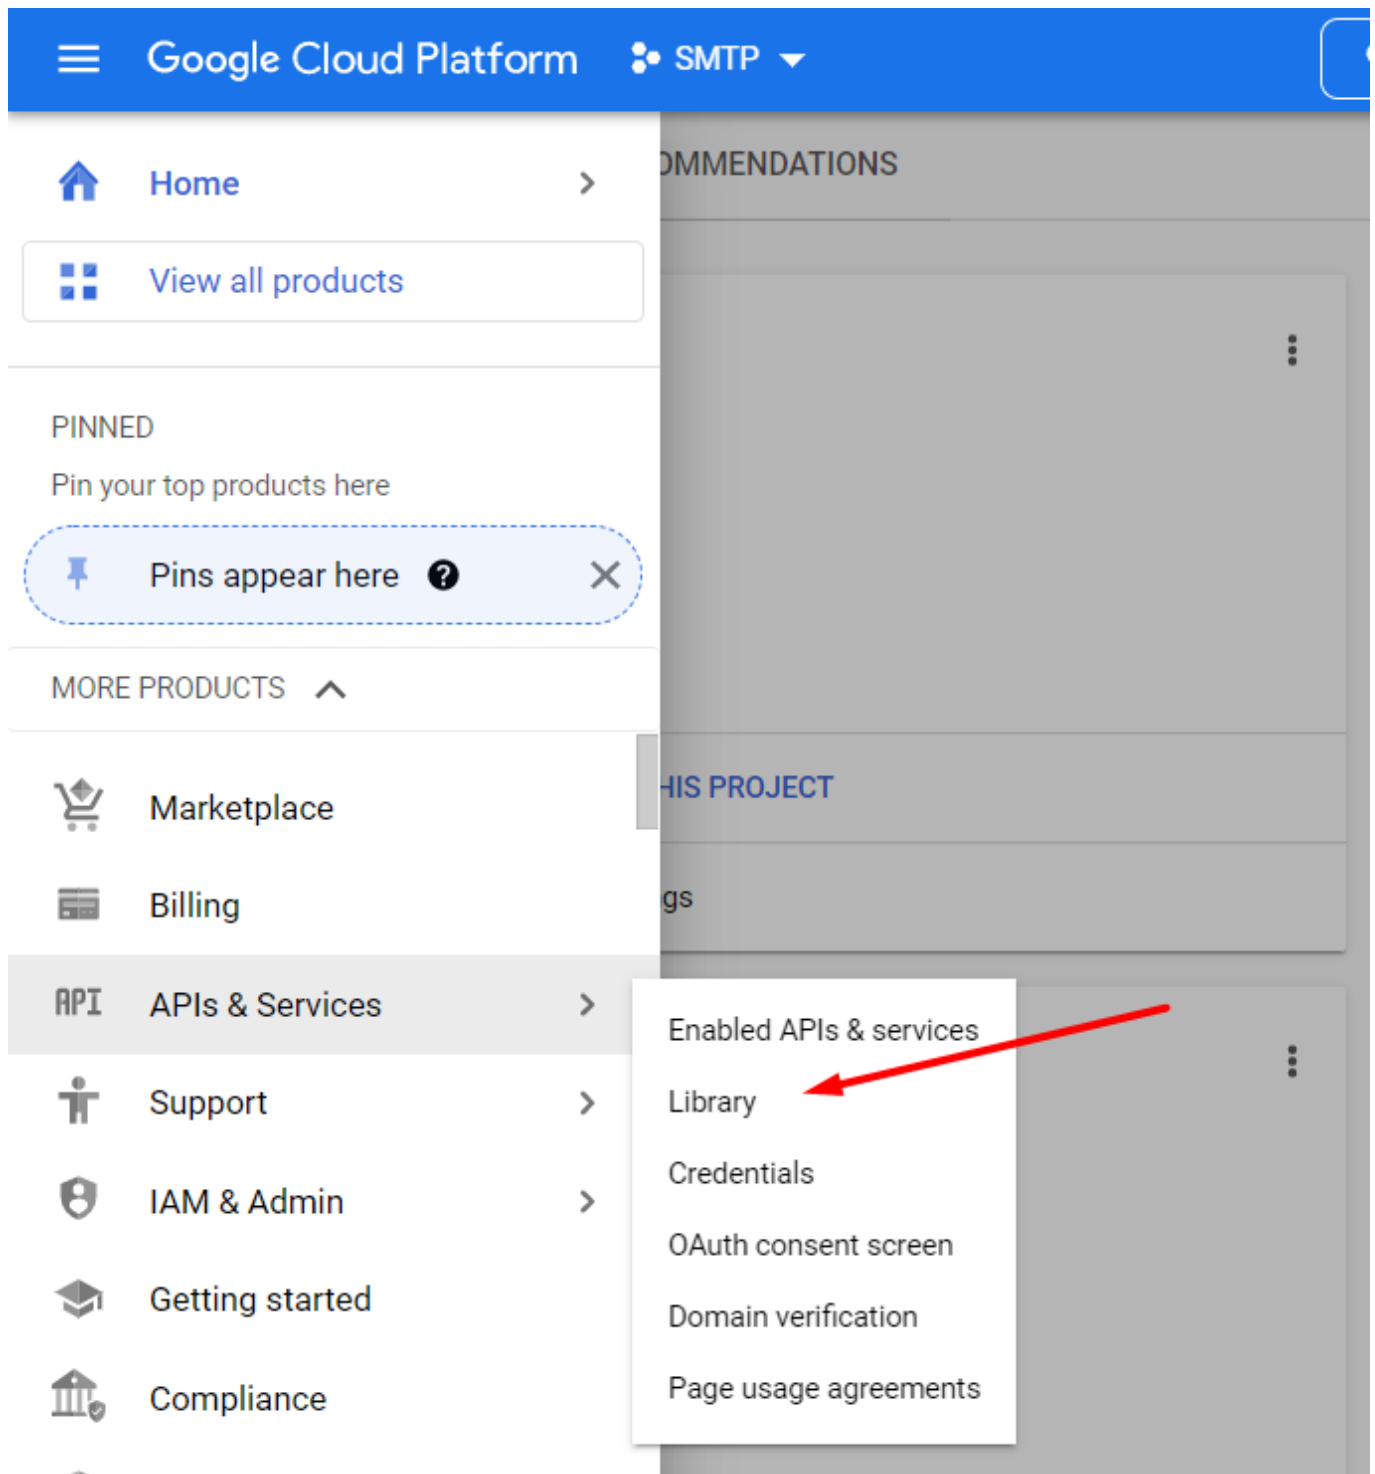 Google Cloud Platform SMTP
OMMENDATIONS
Home
View all products
PINNED
Pin your top products here
Pins appear here ?
MORE PRODUCTS
HIS PROJECT
Marketplace
Billing
gs
API APIs & Services
Enabled APIs & services
Library
Credentials
OAuth consent screen
Domain verification
Page usage agreements
Support
IAM & Admin
Getting started
Compliance